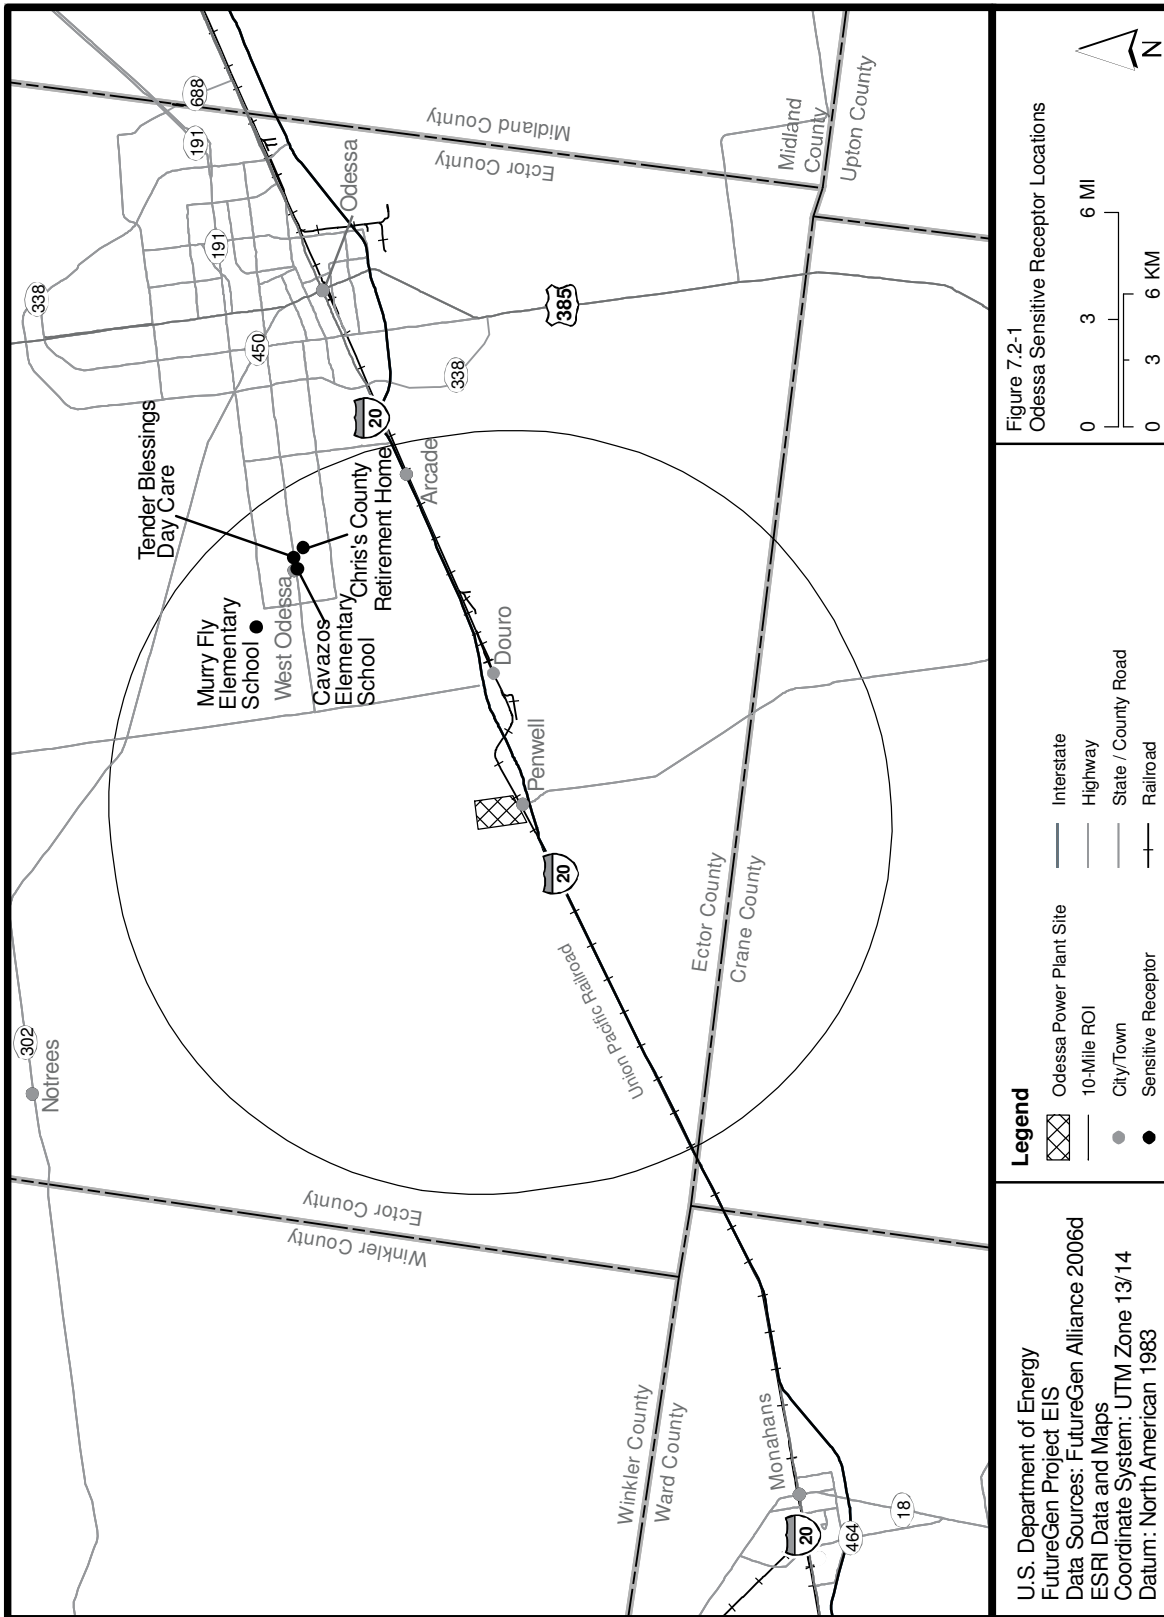 302
Notrees
338
191
688
191
450
338
385
20
20
20
464
18
Tender Blessings
Day Care
Murry Fly
Elementary
School
West Odessa
Cavazos
Elementary
School
Chris's County
Retirement Home
Odessa
Arcade
Douro
Penwell
Monahans
Union Pacific Railroad
Winkler County
Ector County
Ector County
Midland County
Midland
County
Upton County
Ector County
Crane County
Winkler County
Ward County
U.S. Department of Energy
FutureGen Project EIS
Data Sources: FutureGen Alliance 2006d
ESRI Data and Maps
Coordinate System: UTM Zone 13/14
Datum: North American 1983
Legend
Odessa Power Plant Site
10-Mile ROI
City/Town
Sensitive Receptor
Interstate
Highway
State / County Road
Railroad
Figure 7.2-1
Odessa Sensitive Receptor Locations
0 3 6 MI
0 3 6 KM
N